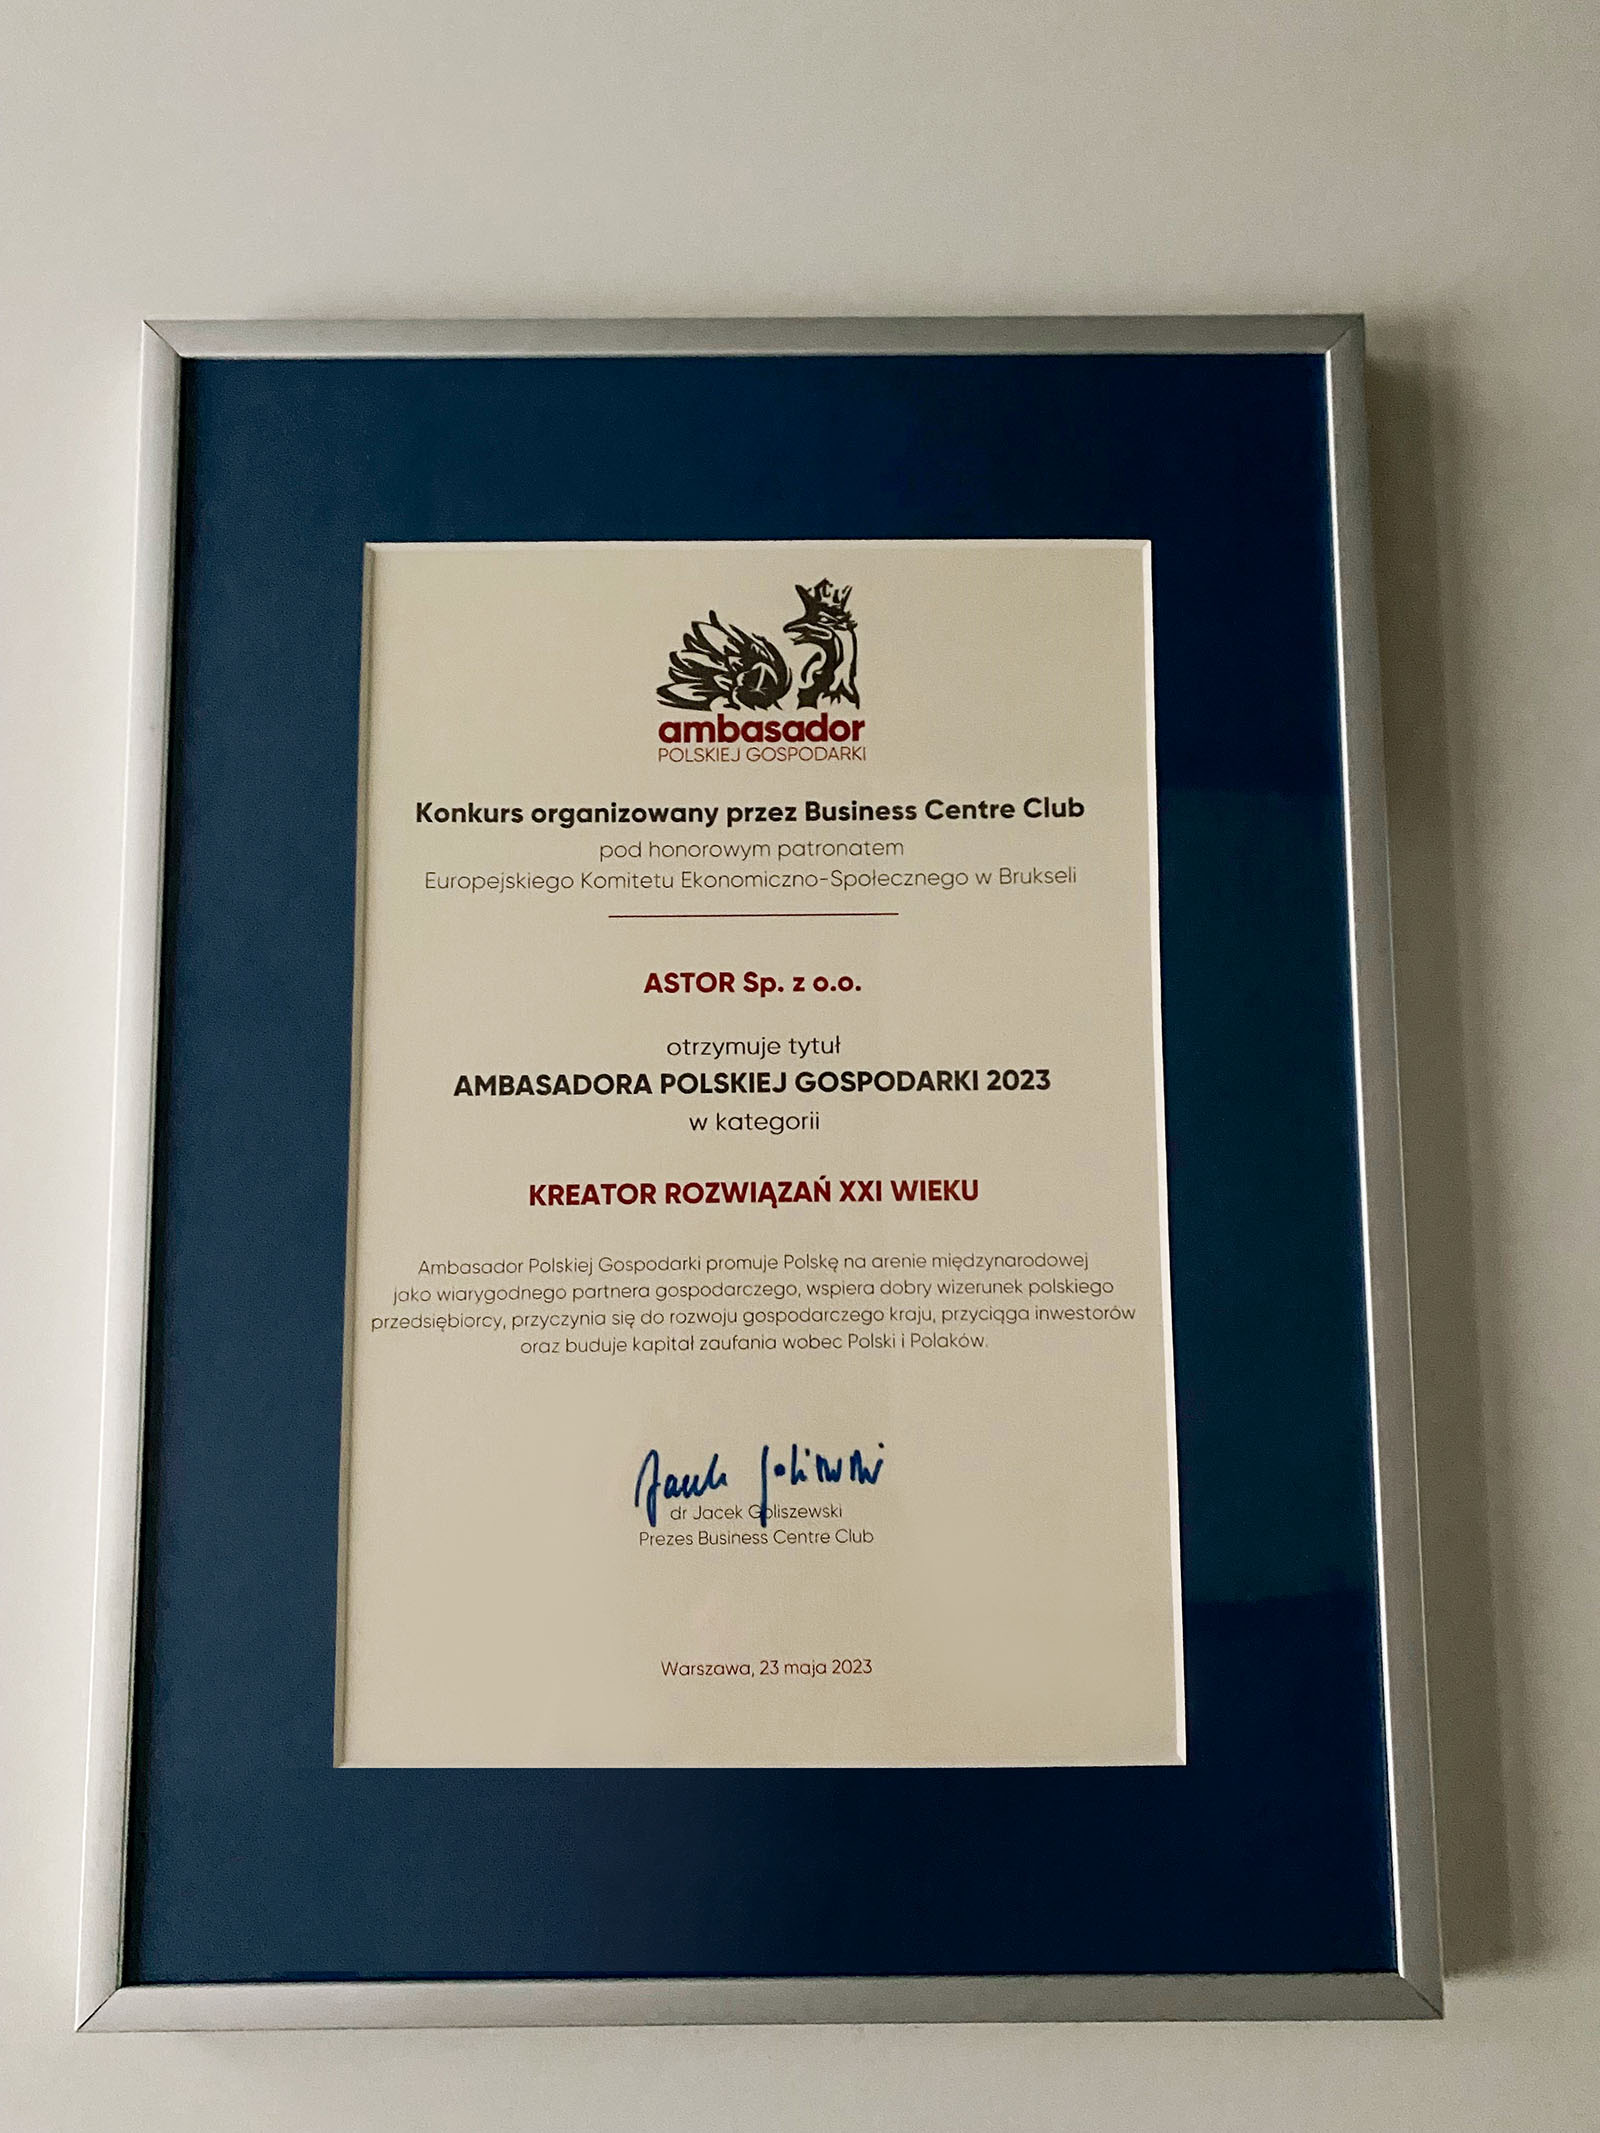 ambasador
POLSKIEJ GOSPODARKI
Konkurs organizowany przez Business Centre Club
pod honorowym patronatem
Europejskiego Komitetu Ekonomiczno-Społecznego w Brukseli
ASTOR Sp. z o.o.
otrzymuje tytuł
AMBASADORA POLSKIEJ GOSPODARKI 2023
w kategorii
KREATOR ROZWIĄZAŃ XXI WIEKU
Ambasador Polskiej Gospodarki promuje Polskę na arenie międzynarodowej
jako wiarygodnego partnera gospodarczego, wspiera dobry wizerunek polskiego
przedsiębiorcy, przyczynia się do rozwoju gospodarczego kraju, przyciąga inwestorów
oraz buduje kapitał zaufania wobec Polski i Polaków.
Jacek Goliszewski
dr Jacek Goliszewski
Prezes Business Centre Club
Warszawa, 23 maja 2023